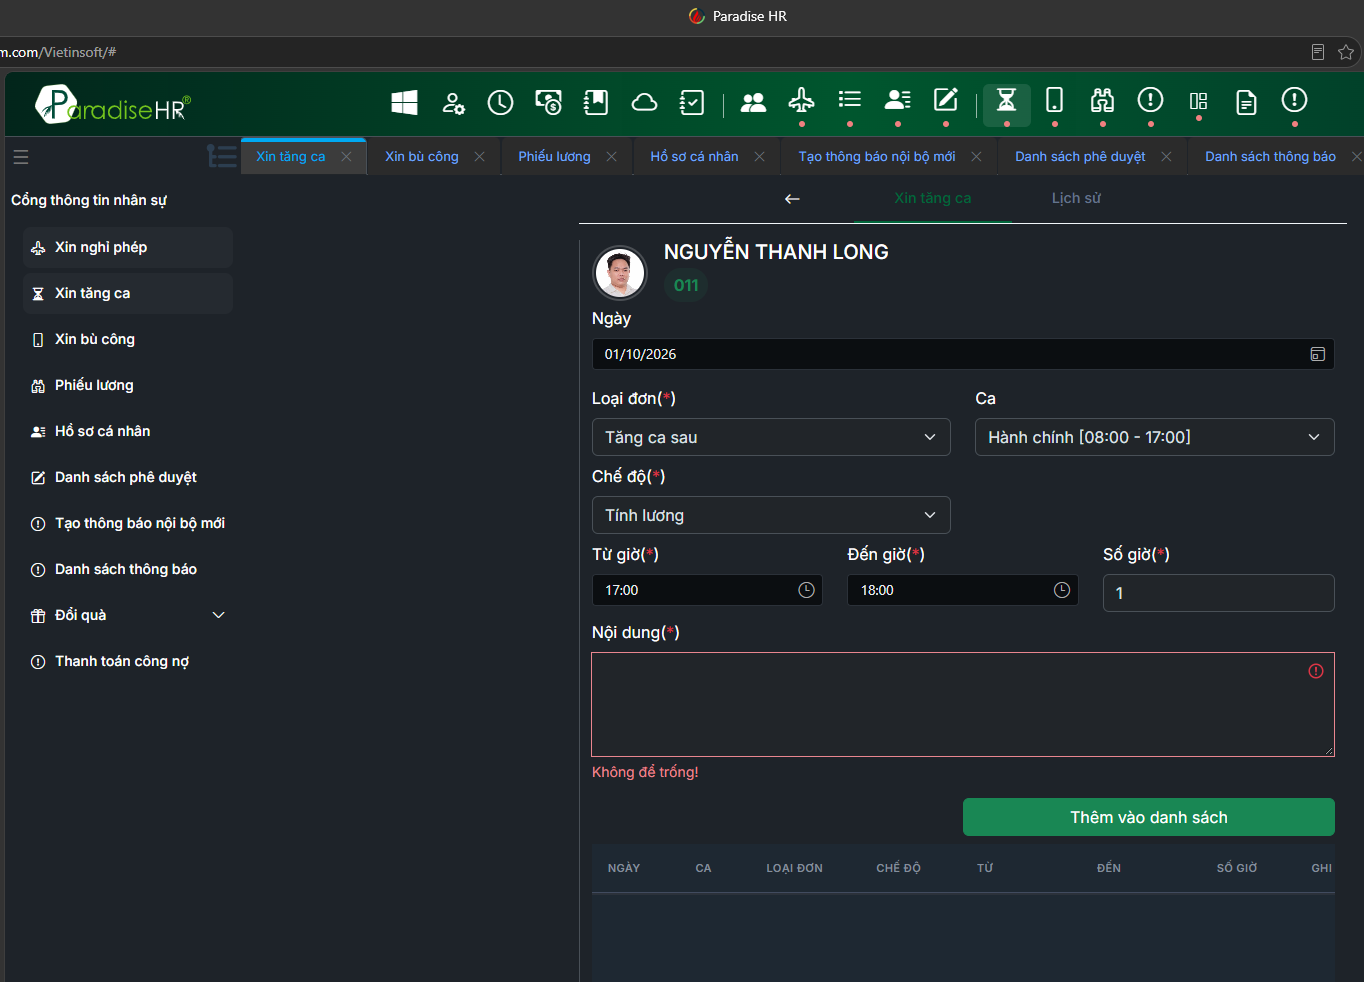 Paradise HR
m.com/Vietinsoft/#
ParadiseHR®
Xin tăng ca
Xin bù công
Phiếu lương
Hồ sơ cá nhân
Tạo thông báo nội bộ mới
Danh sách phê duyệt
Danh sách thông báo
Cổng thông tin nhân sự
Xin nghỉ phép
Xin tăng ca
Xin bù công
Phiếu lương
Hồ sơ cá nhân
Danh sách phê duyệt
Tạo thông báo nội bộ mới
Danh sách thông báo
Đổi quà
Thanh toán công nợ
Xin tăng ca
Lịch sử
NGUYỄN THANH LONG
011
Ngày
01/10/2026
Loại đơn(*)
Ca
Tăng ca sau
Hành chính [08:00 - 17:00]
Chế độ(*)
Tính lương
Từ giờ(*)
Đến giờ(*)
Số giờ(*)
17:00
18:00
1
Nội dung(*)
Không để trống!
Thêm vào danh sách
NGÀY CA LOẠI ĐƠN CHẾ ĐỘ TỪ ĐẾN SỐ GIỜ GHI